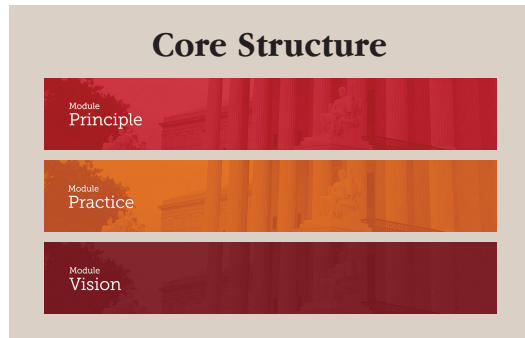 Core Structure
Module
Principle
Module
Practice
Module
Vision